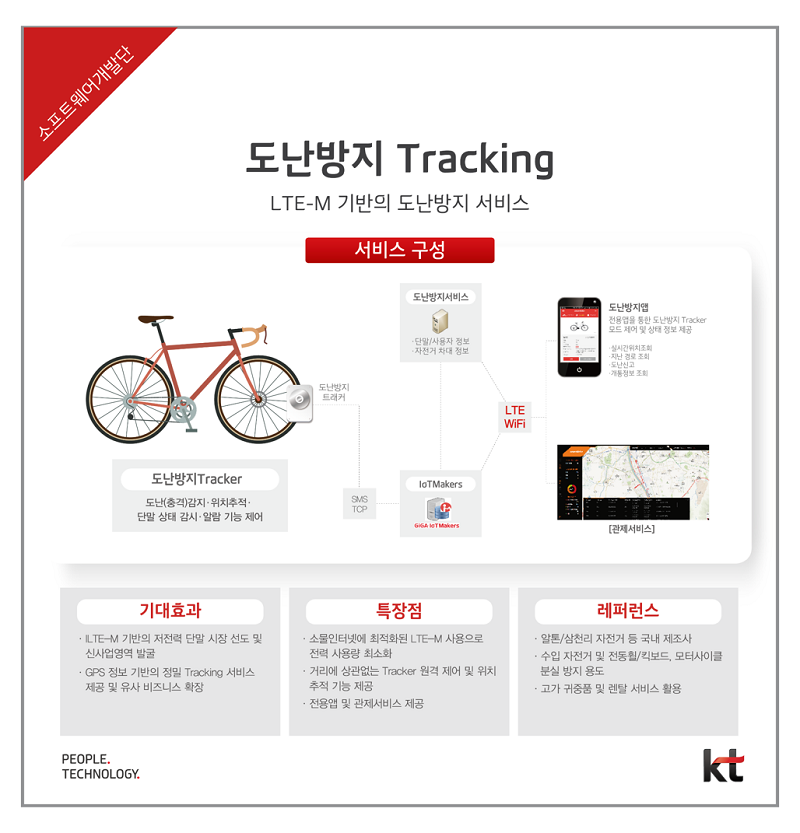 소프트웨어개발단
도난방지 Tracking
LTE-M 기반의 도난방지 서비스
서비스 구성
도난방지서비스
·단말/사용자 정보
·자전거 차대 정보
도난방지앱
전용앱을 통한 도난방지 Tracker
모드 제어 및 상태 정보 제공
·실시간위치조회
·지난 경로 조회
·도난신고
·개통정보 조회
도난방지
트래커
LTE
WiFi
도난방지Tracker
도난(충격)감지·위치추적·
단말 상태 감시·알람 기능 제어
SMS
TCP
IoTMakers
GiGA IoTMakers
[관제서비스]
기대효과
· lLTE-M 기반의 저전력 단말 시장 선도 및
신사업영역 발굴
· GPS 정보 기반의 정밀 Tracking 서비스
제공 및 유사 비즈니스 확장
특장점
· 소물인터넷에 최적화된 LTE-M 사용으로
전력 사용량 최소화
· 거리에 상관없는 Tracker 원격 제어 및 위치
추적 기능 제공
· 전용앱 및 관제서비스 제공
레퍼런스
· 알톤/삼천리 자전거 등 국내 제조사
· 수입 자전거 및 전동휠/킥보드, 모터사이클
분실 방지 용도
· 고가 귀중품 및 렌탈 서비스 활용
PEOPLE.
TECHNOLOGY.
kt